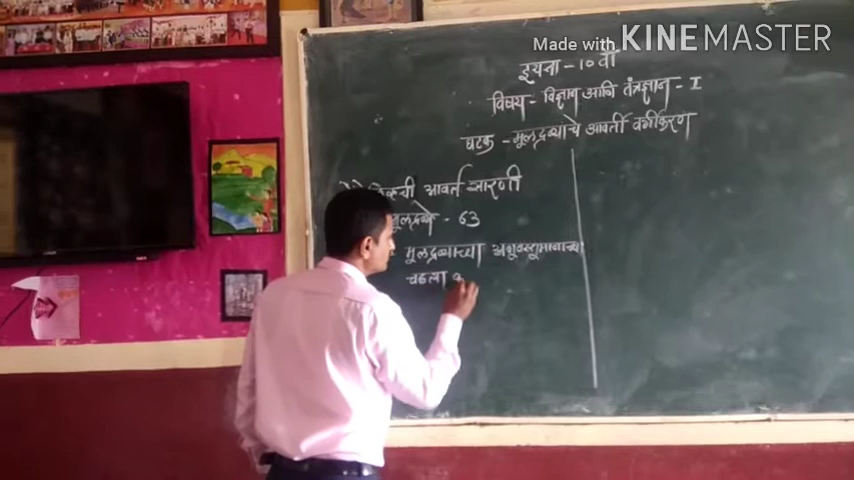 Made with KINEMASTER
इयत्ता - १० वी
विषय - विज्ञान आणि तंत्रज्ञान - I
घटक - मूलद्रव्याचे आवर्ती वर्गीकरण
आवर्त सारणी
मूलद्रव्ये - 63
मूलद्रव्याच्या अणुवस्तुमानाच्या
चढत्या